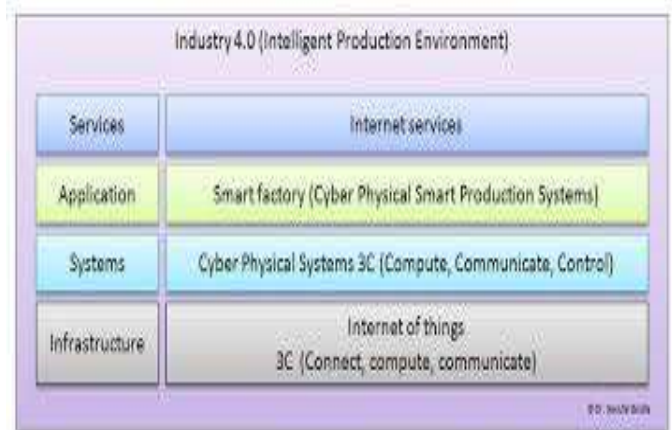 Industry 4.0 (Intelligent Production Environment)
Services
Internet services
Application
Smart factory (Cyber Physical Smart Production Systems)
Systems
Cyber Physical Systems 3C (Compute, Communicate, Control)
Infrastructure
Internet of things
3C (Connect, compute, communicate)